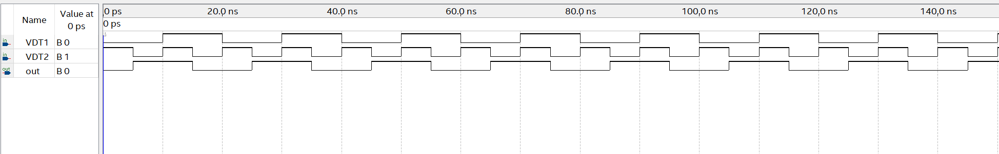 Name
Value at
0 ps
0 ps
20.0 ns
40.0 ns
60.0 ns
80.0 ns
100.0 ns
120.0 ns
140.0 ns
0 ps
in
VDT1
B 0
in
VDT2
B 1
out
out
B 0